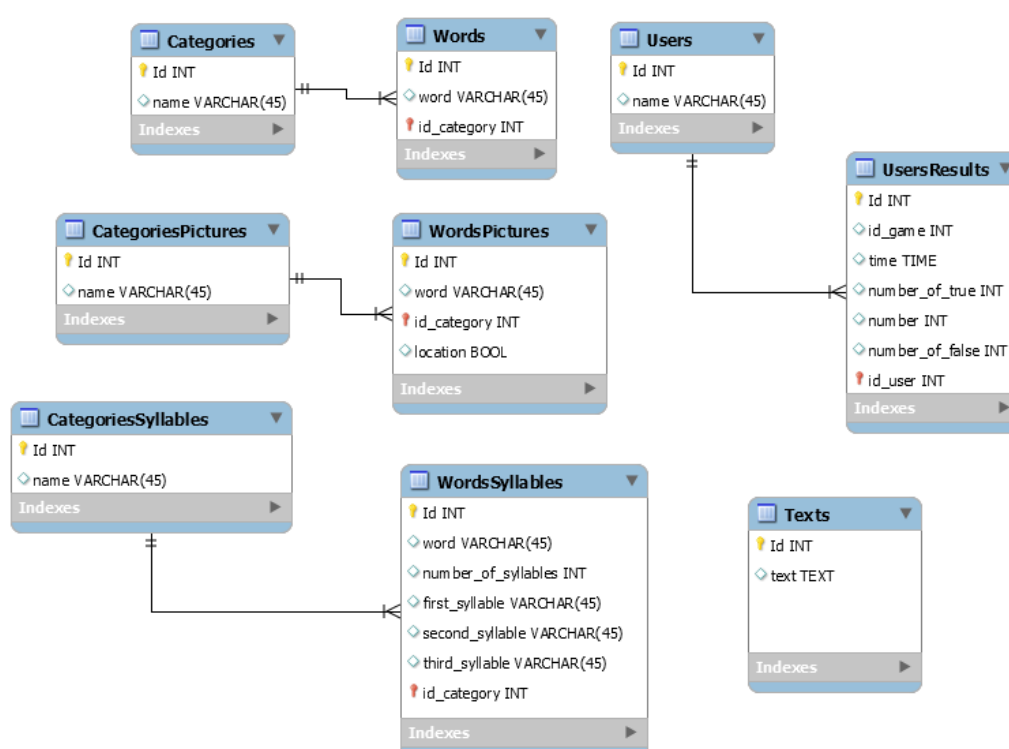 Categories
Id INT
name VARCHAR(45)
Indexes
Words
Id INT
word VARCHAR(45)
id_category INT
Indexes
Users
Id INT
name VARCHAR(45)
Indexes
UsersResults
Id INT
id_game INT
time TIME
number_of_true INT
number INT
number_of_false INT
id_user INT
Indexes
CategoriesPictures
Id INT
name VARCHAR(45)
Indexes
WordsPictures
Id INT
word VARCHAR(45)
id_category INT
location BOOL
Indexes
CategoriesSyllables
Id INT
name VARCHAR(45)
Indexes
WordsSyllables
Id INT
word VARCHAR(45)
number_of_syllables INT
first_syllable VARCHAR(45)
second_syllable VARCHAR(45)
third_syllable VARCHAR(45)
id_category INT
Indexes
Texts
Id INT
text TEXT
Indexes